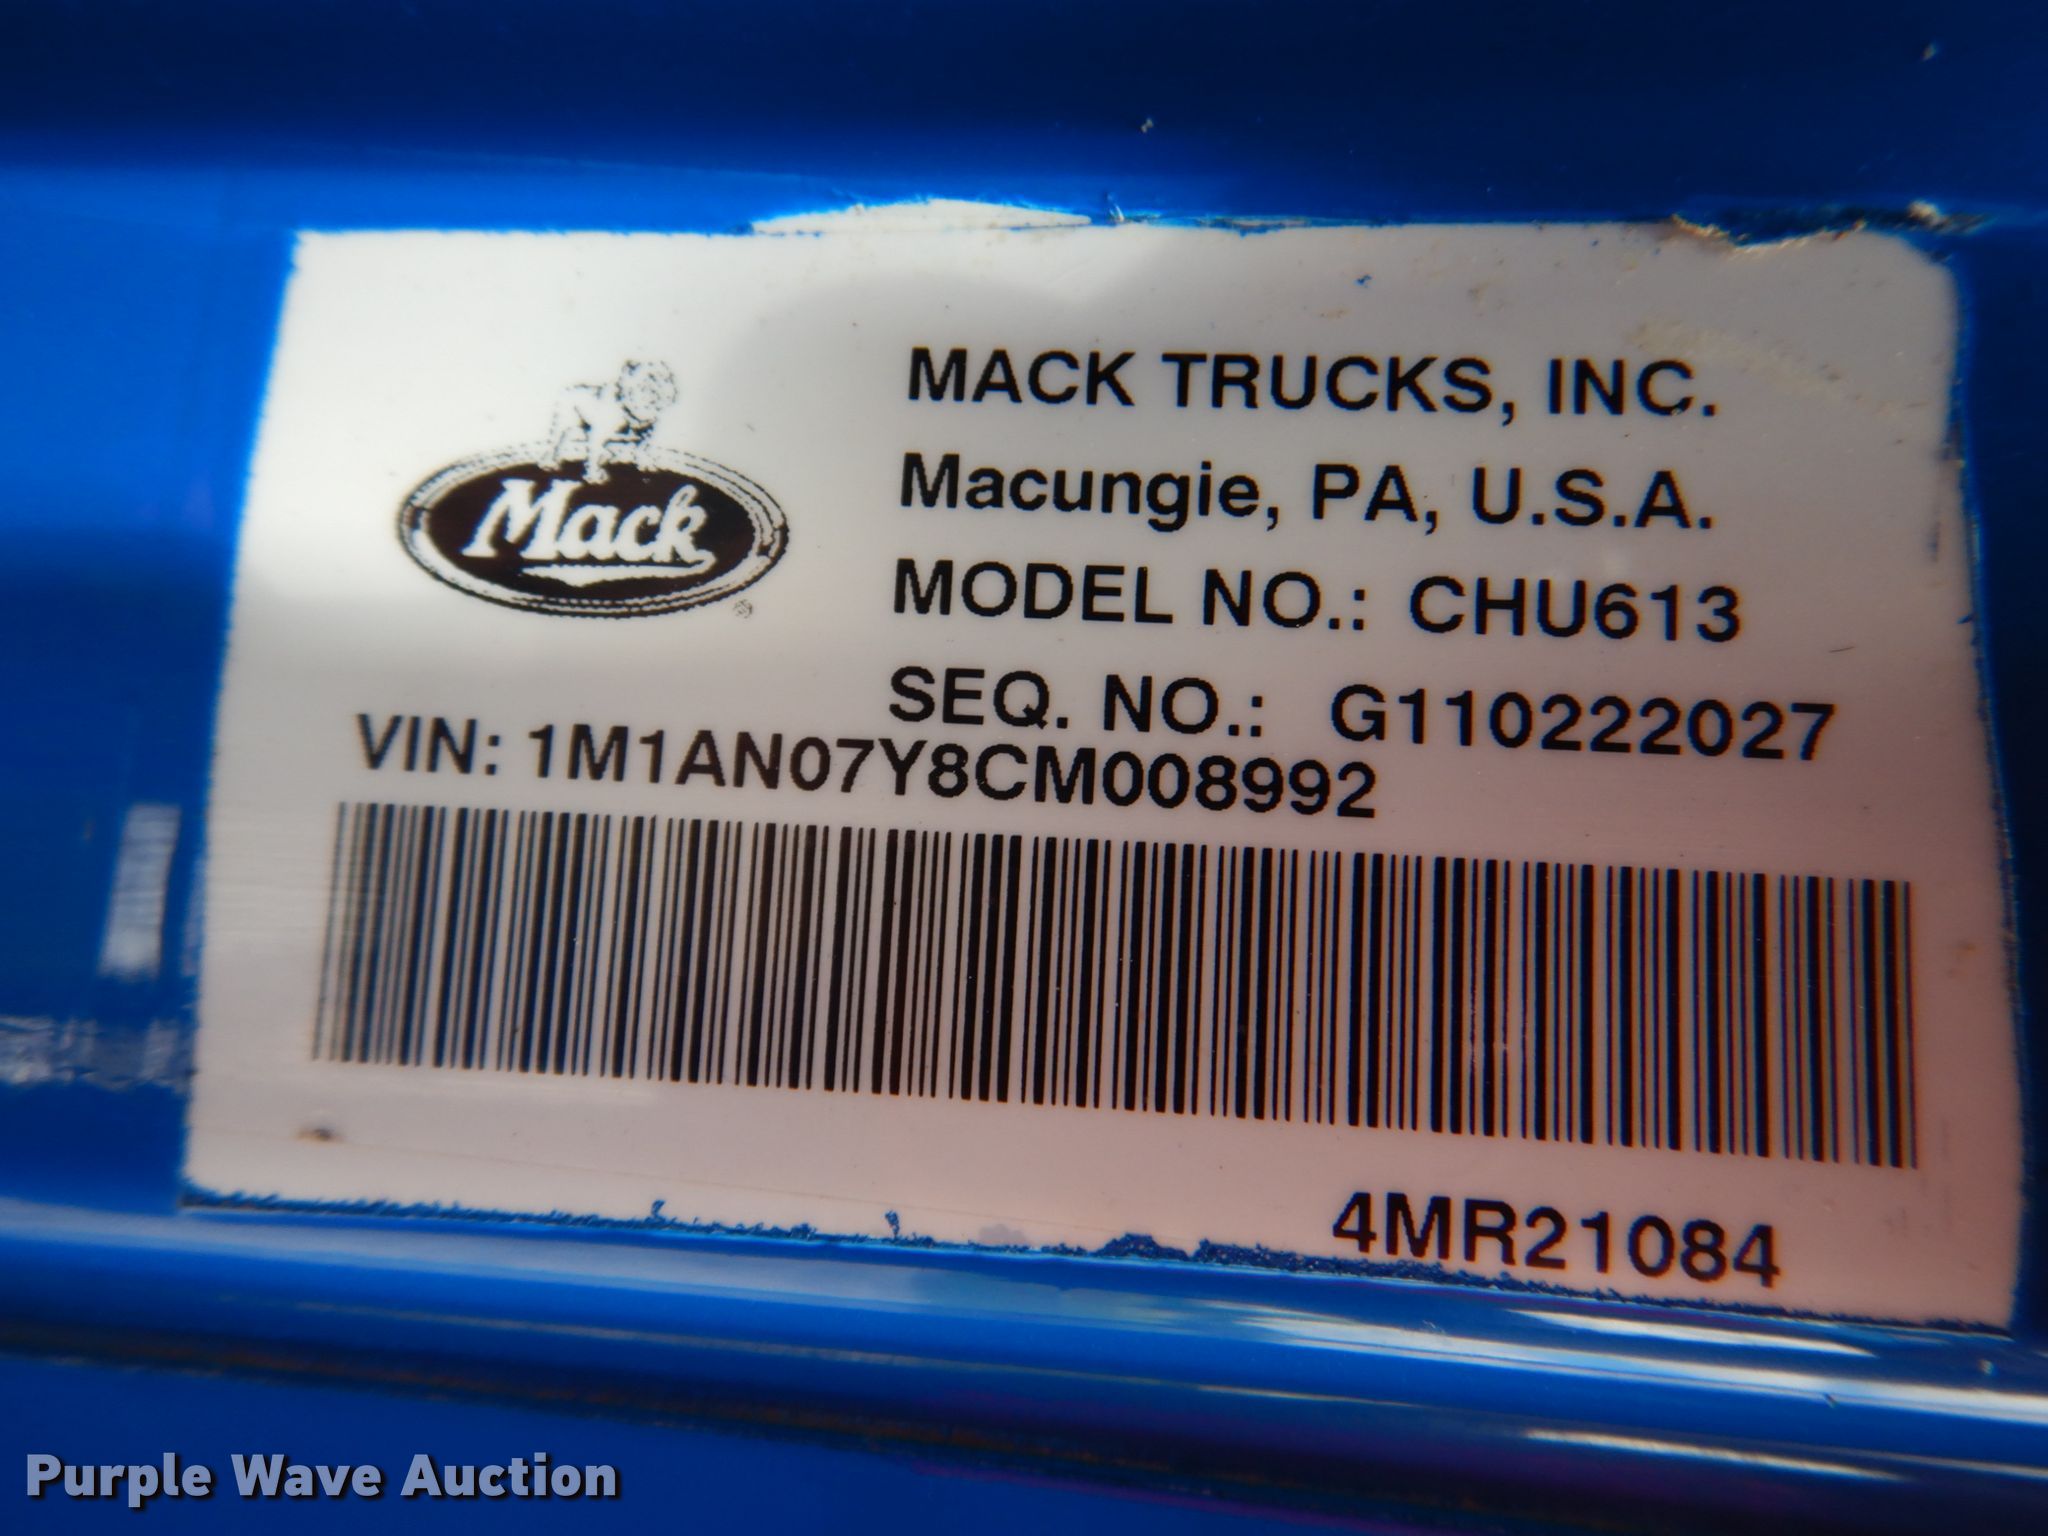 MACK TRUCKS, INC.
Macungie, PA, U.S.A.
Mack
®
MODEL NO.: CHU613
SEQ. NO.: G110222027
VIN: 1M1AN07Y8CM008992
4MR21084
Purple Wave Auction